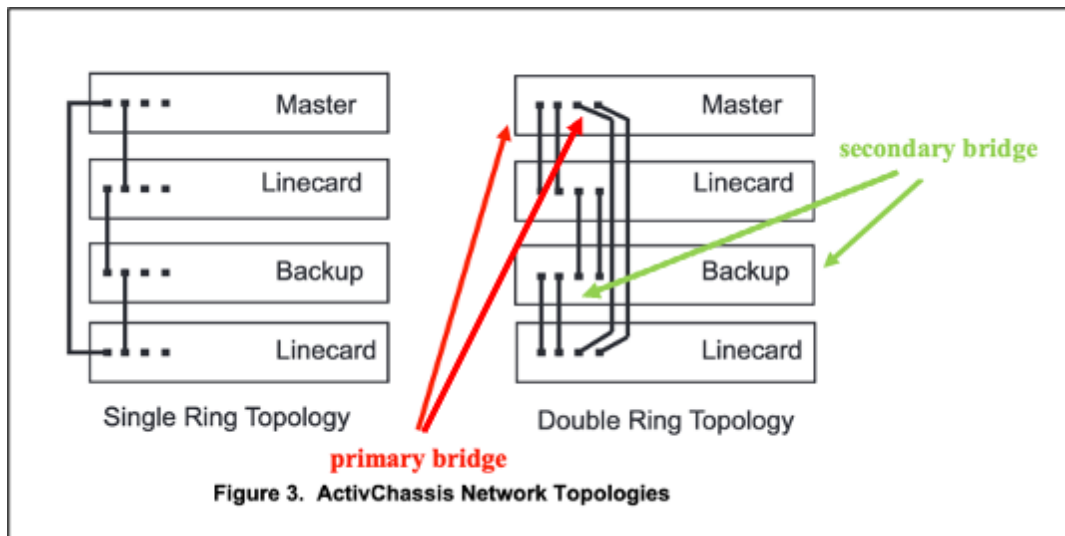 Master
Linecard
Backup
Linecard
Single Ring Topology
Master
Linecard
Backup
Linecard
Double Ring Topology
secondary bridge
primary bridge
Figure 3. ActivChassis Network Topologies